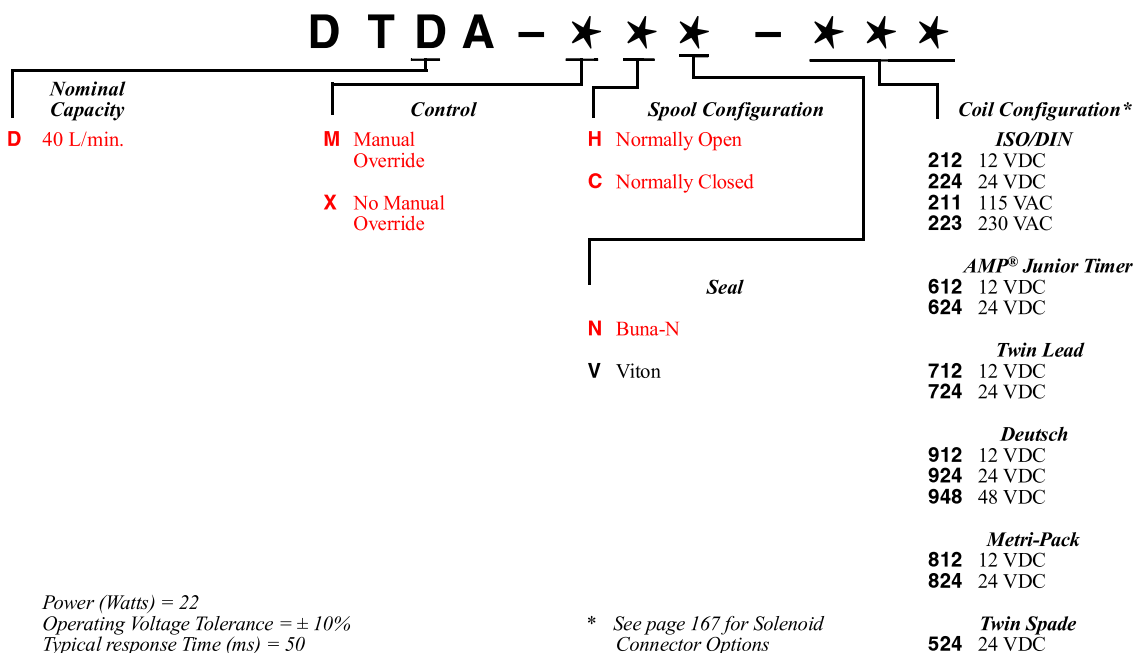 DTDA–★★★ – ★★★
Nominal
Capacity
D 40 L/min.
Control
M Manual
Override
X No Manual
Override
Spool Configuration
H Normally Open
C Normally Closed
Seal
N Buna-N
V Viton
Coil Configuration*
ISO/DIN
212 12 VDC
224 24 VDC
211 115 VAC
223 230 VAC
AMP® Junior Timer
612 12 VDC
624 24 VDC
Twin Lead
712 12 VDC
724 24 VDC
Deutsch
912 12 VDC
924 24 VDC
948 48 VDC
Metri-Pack
812 12 VDC
824 24 VDC
Twin Spade
524 24 VDC
Power (Watts) = 22
Operating Voltage Tolerance = ± 10%
Typical response Time (ms) = 50
* See page 167 for Solenoid
Connector Options